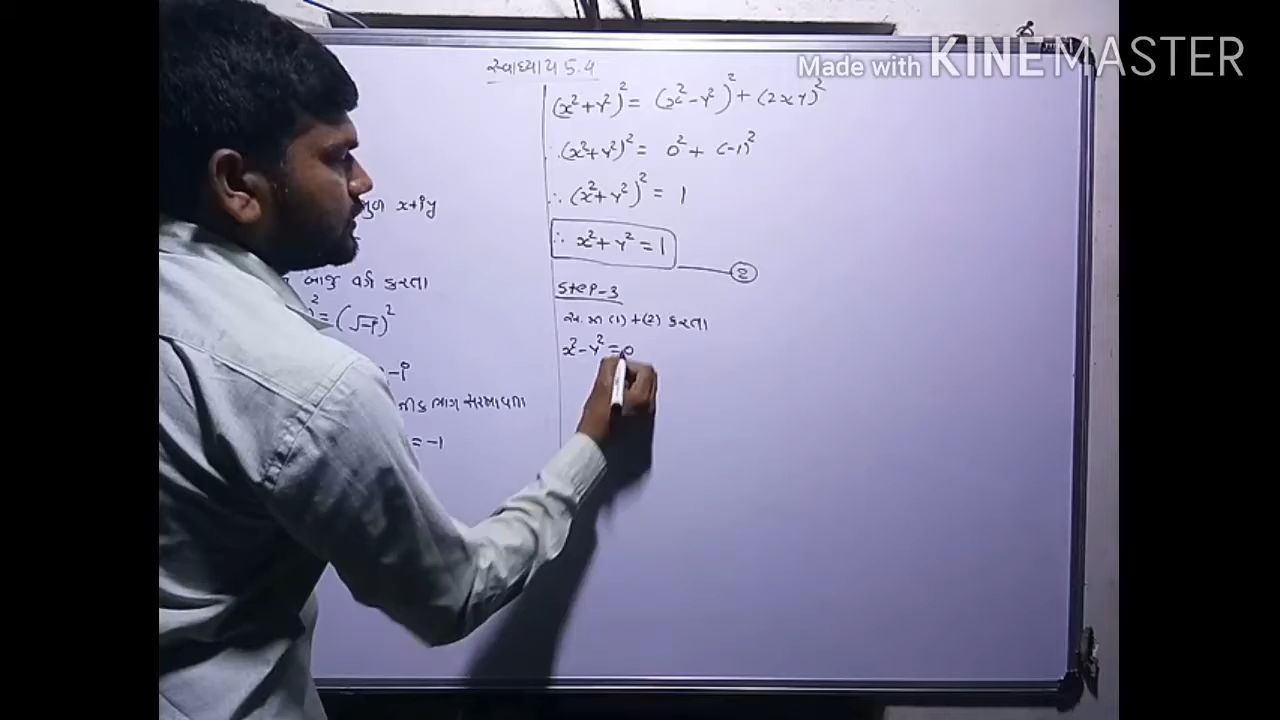 Made with KINEMASTER
સ્વાધ્યાય 5.4
x+iy
બાજુ વર્ગ કરતા
)² = (√-i)²
-i
ભાગ સરખાવતા
= -1
(x²+y²)² = (x²-y²)² + (2xy)²
∴ (x²+y²)² = 0² + (-1)²
∴ (x²+y²)² = 1
∴ x²+y² = 1
②
Step-3
(1) + (2) કરતા
x²-y² = 0